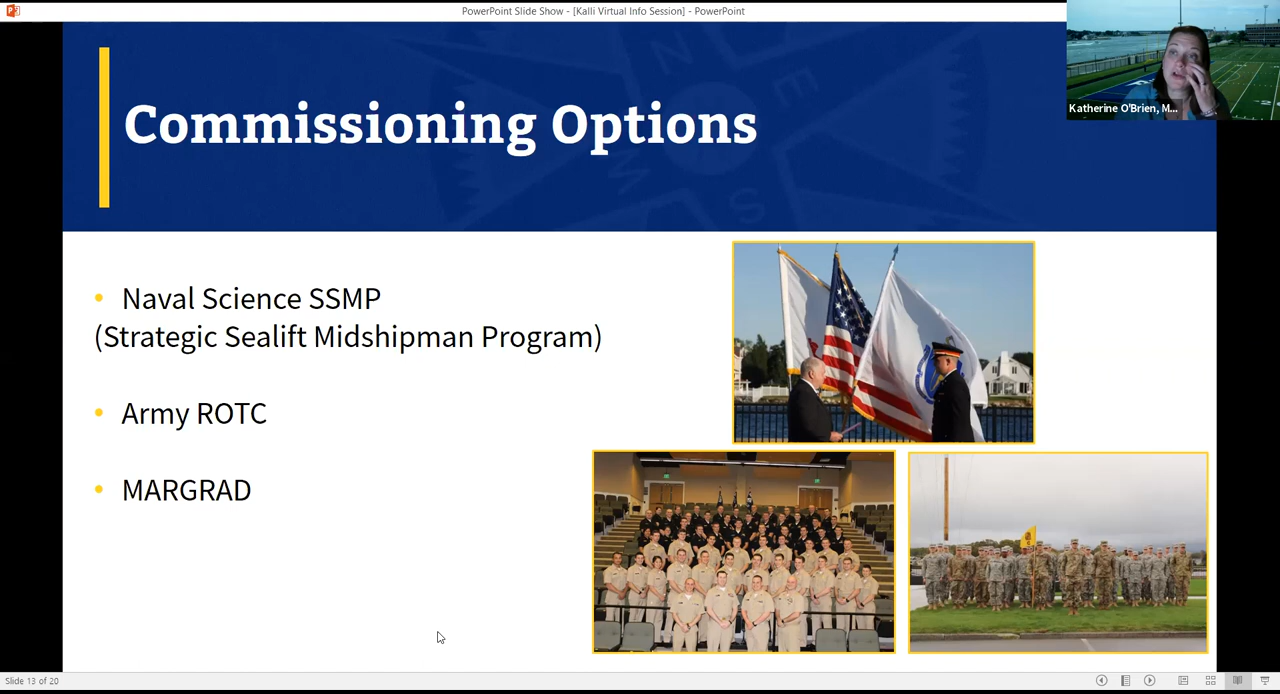 PowerPoint Slide Show - [Kalli Virtual Info Session] - PowerPoint
Katherine O'Brien, M...
Commissioning Options
• Naval Science SSMP
(Strategic Sealift Midshipman Program)
• Army ROTC
• MARGRAD
Slide 13 of 20